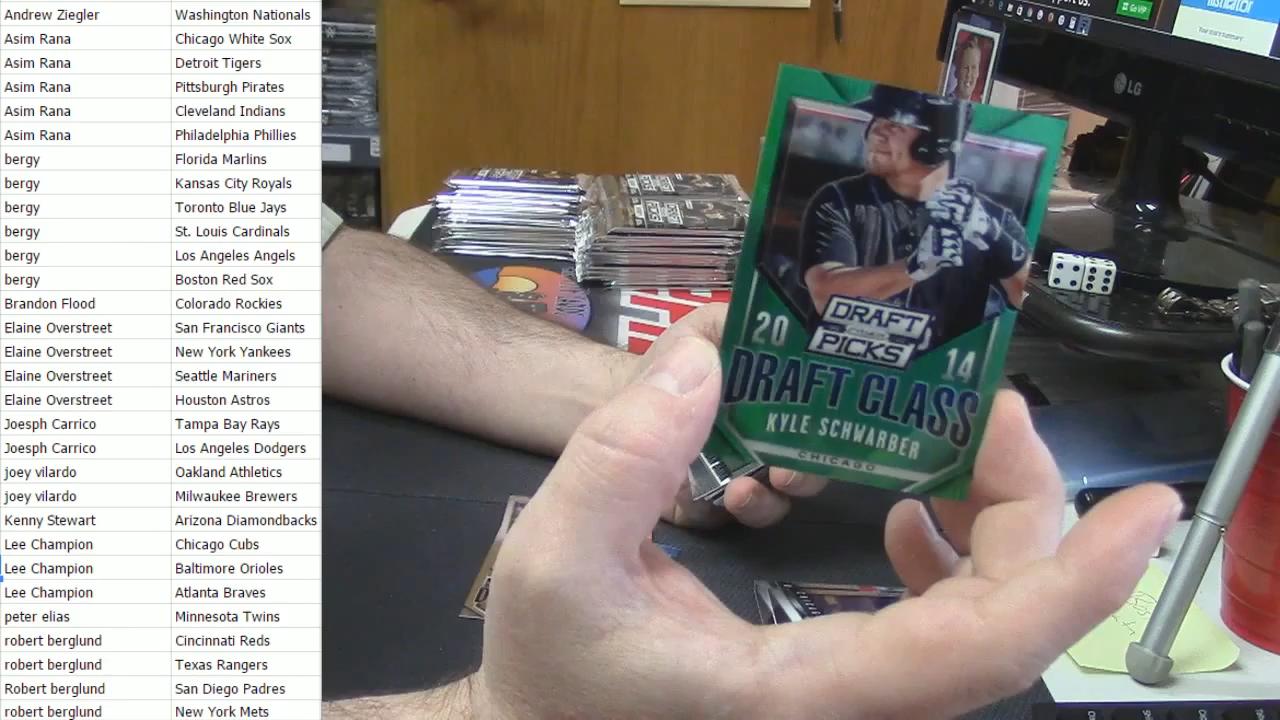 Andrew Ziegler Washington Nationals
Asim Rana Chicago White Sox
Asim Rana Detroit Tigers
Asim Rana Pittsburgh Pirates
Asim Rana Cleveland Indians
Asim Rana Philadelphia Phillies
bergy Florida Marlins
bergy Kansas City Royals
bergy Toronto Blue Jays
bergy St. Louis Cardinals
bergy Los Angeles Angels
bergy Boston Red Sox
Brandon Flood Colorado Rockies
Elaine Overstreet San Francisco Giants
Elaine Overstreet New York Yankees
Elaine Overstreet Seattle Mariners
Elaine Overstreet Houston Astros
Joesph Carrico Tampa Bay Rays
Joesph Carrico Los Angeles Dodgers
joey vilardo Oakland Athletics
joey vilardo Milwaukee Brewers
Kenny Stewart Arizona Diamondbacks
Lee Champion Chicago Cubs
Lee Champion Baltimore Orioles
Lee Champion Atlanta Braves
peter elias Minnesota Twins
robert berglund Cincinnati Reds
robert berglund Texas Rangers
Robert berglund San Diego Padres
robert berglund New York Mets
Go VIP
LG
DRAFT
PICKS
20 14
DRAFT CLASS
KYLE SCHWARBER
CHICAGO